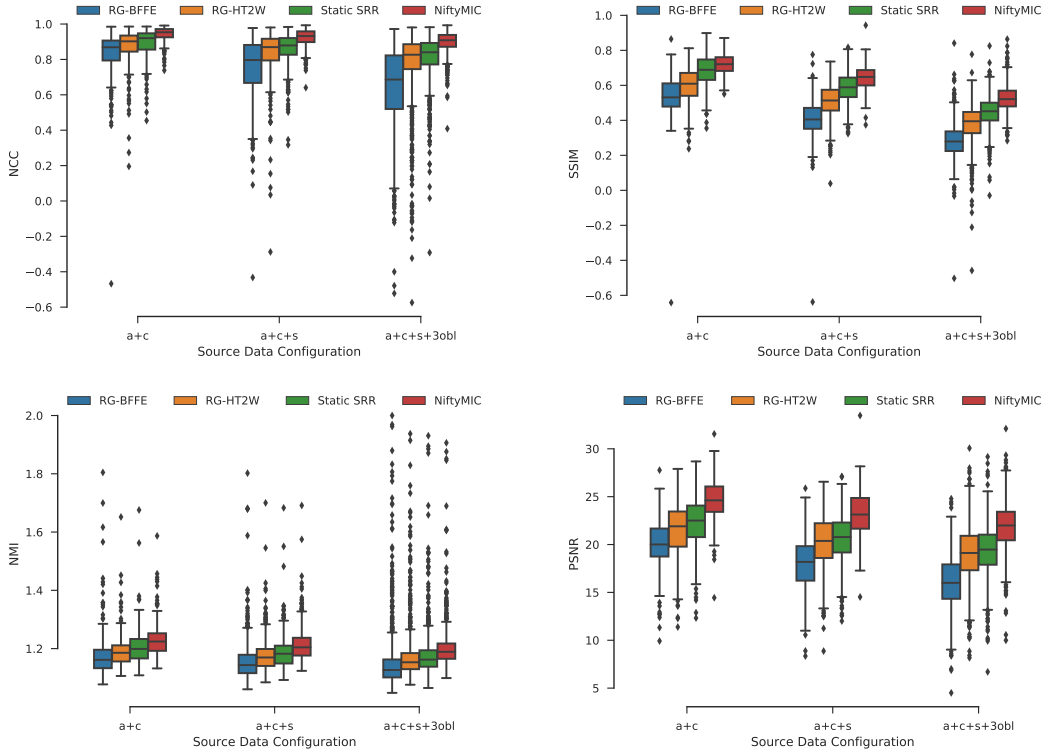 RG-BFFE RG-HT2W Static SRR NiftyMIC
1.0
0.8
0.6
0.4
0.2
0.0
−0.2
−0.4
−0.6
NCC
a+c a+c+s a+c+s+3obl
Source Data Configuration
RG-BFFE RG-HT2W Static SRR NiftyMIC
1.0
0.8
0.6
0.4
0.2
0.0
−0.2
−0.4
−0.6
SSIM
a+c a+c+s a+c+s+3obl
Source Data Configuration
RG-BFFE RG-HT2W Static SRR NiftyMIC
2.0
1.8
1.6
1.4
1.2
NMI
a+c a+c+s a+c+s+3obl
Source Data Configuration
RG-BFFE RG-HT2W Static SRR NiftyMIC
30
25
20
15
10
5
PSNR
a+c a+c+s a+c+s+3obl
Source Data Configuration